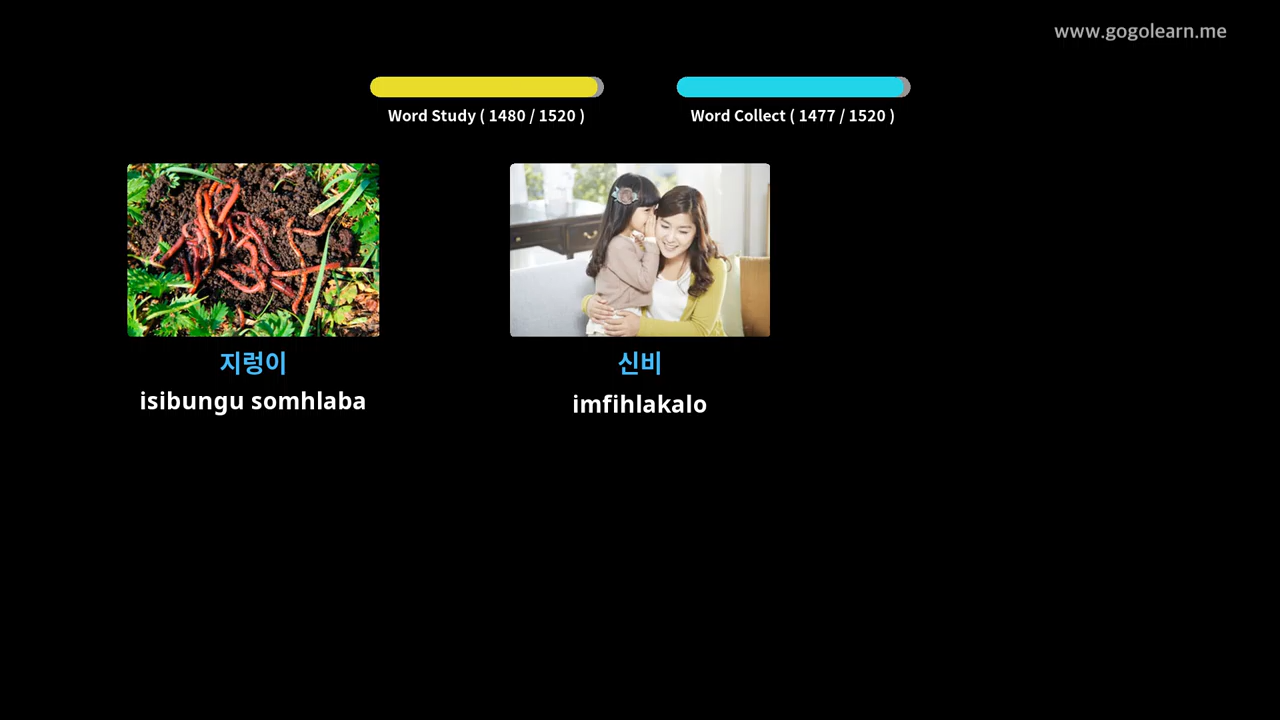 www.gogolearn.me
Word Study ( 1480 / 1520 )
Word Collect ( 1477 / 1520 )
지렁이
isibungu somhlaba
신비
imfihlakalo